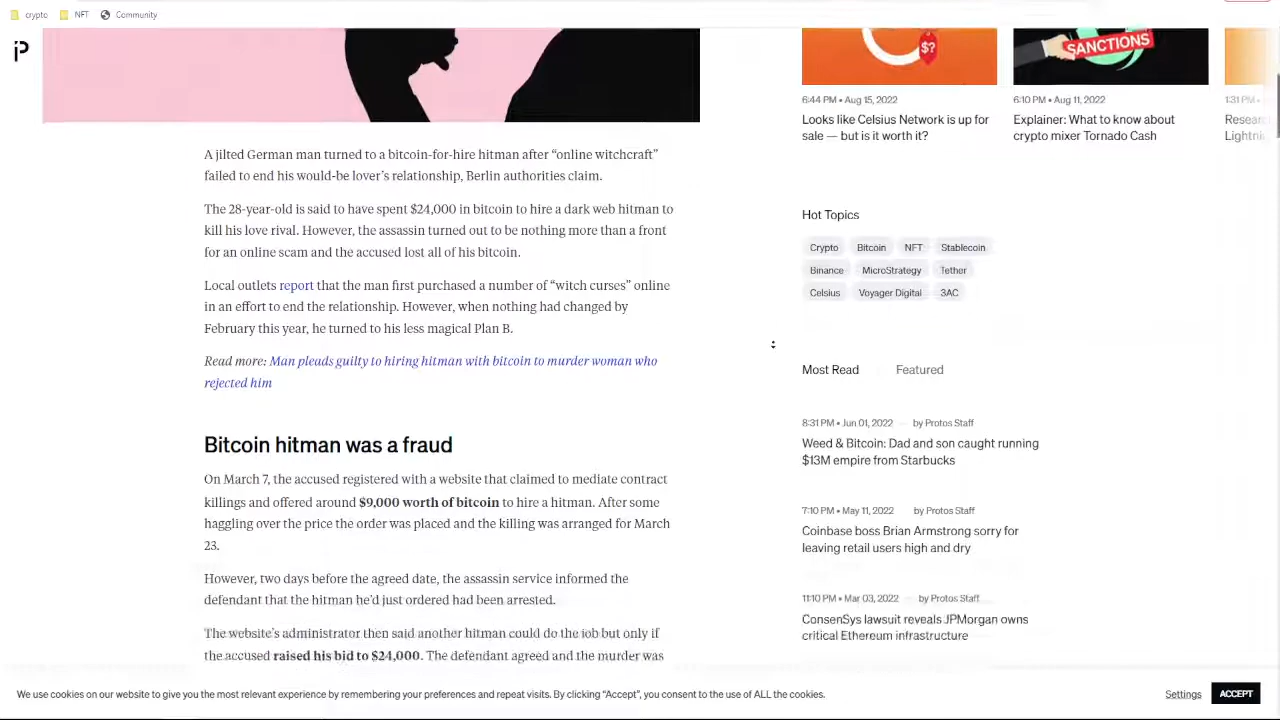 crypto NFT Community
P
$?
SANCTIONS
A jilted German man turned to a bitcoin-for-hire hitman after “online witchcraft”
failed to end his would-be lover’s relationship, Berlin authorities claim.
The 28-year-old is said to have spent $24,000 in bitcoin to hire a dark web hitman to
kill his love rival. However, the assassin turned out to be nothing more than a front
for an online scam and the accused lost all of his bitcoin.
Local outlets report that the man first purchased a number of “witch curses” online
in an effort to end the relationship. However, when nothing had changed by
February this year, he turned to his less magical Plan B.
Read more: Man pleads guilty to hiring hitman with bitcoin to murder woman who
rejected him
Bitcoin hitman was a fraud
On March 7, the accused registered with a website that claimed to mediate contract
killings and offered around $9,000 worth of bitcoin to hire a hitman. After some
haggling over the price the order was placed and the killing was arranged for March
23.
However, two days before the agreed date, the assassin service informed the
defendant that the hitman he’d just ordered had been arrested.
The website’s administrator then said another hitman could do the job but only if
the accused raised his bid to $24,000. The defendant agreed and the murder was
6:44 PM • Aug 15, 2022
Looks like Celsius Network is up for
sale — but is it worth it?
6:10 PM • Aug 11, 2022
Explainer: What to know about
crypto mixer Tornado Cash
1:31 PM •
Hot Topics
Crypto Bitcoin NFT Stablecoin
Binance MicroStrategy Tether
Celsius Voyager Digital 3AC
Most Read Featured
8:31 PM • Jun 01, 2022 by Protos Staff
Weed & Bitcoin: Dad and son caught running
$13M empire from Starbucks
7:10 PM • May 11, 2022 by Protos Staff
Coinbase boss Brian Armstrong sorry for
leaving retail users high and dry
11:10 PM • Mar 03, 2022 by Protos Staff
ConsenSys lawsuit reveals JPMorgan owns
critical Ethereum infrastructure
We use cookies on our website to give you the most relevant experience by remembering your preferences and repeat visits. By clicking “Accept”, you consent to the use of ALL the cookies.
Settings ACCEPT